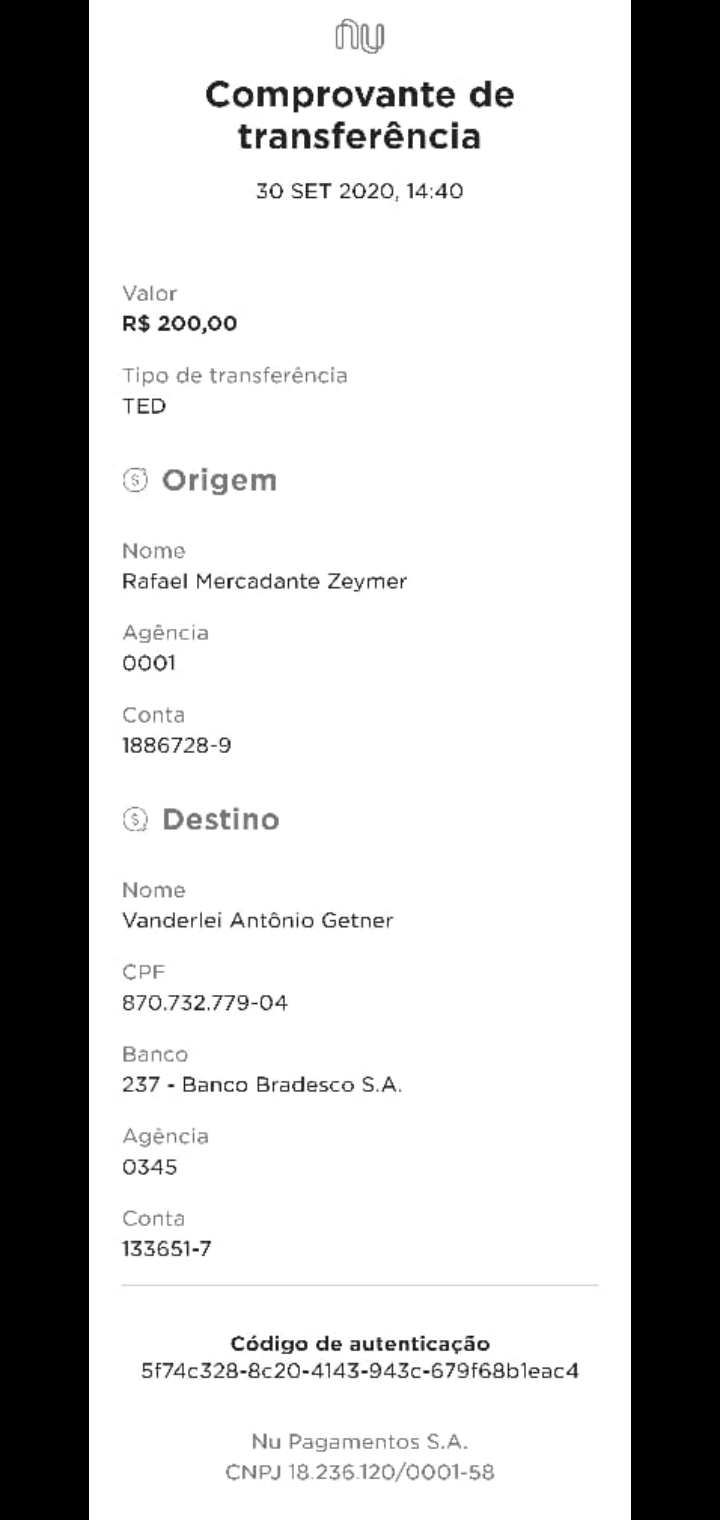 nu
Comprovante de
transferência
30 SET 2020, 14:40
Valor
R$ 200,00
Tipo de transferência
TED
Origem
Nome
Rafael Mercadante Zeymer
Agência
0001
Conta
1886728-9
Destino
Nome
Vanderlei Antônio Getner
CPF
870.732.779-04
Banco
237 - Banco Bradesco S.A.
Agência
0345
Conta
133651-7
Código de autenticação
5f74c328-8c20-4143-943c-679f68b1eac4
Nu Pagamentos S.A.
CNPJ 18.236.120/0001-58